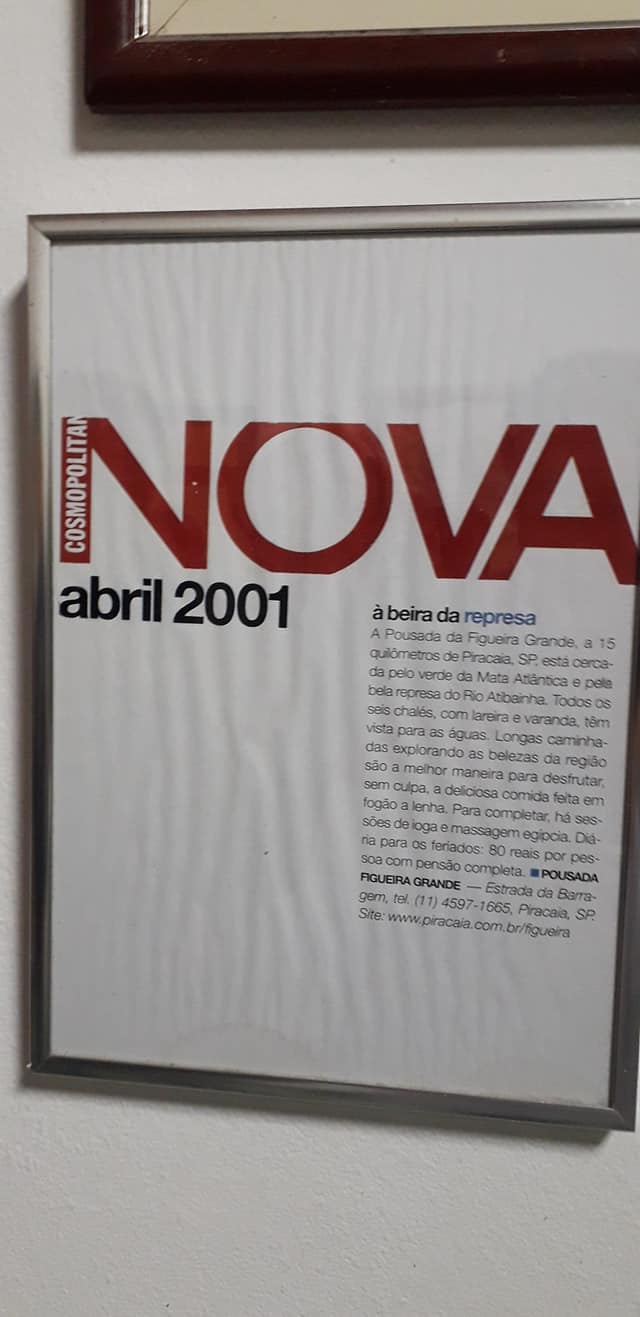 COSMOPOLITAN
NOVA
abril 2001
à beira da represa
A Pousada da Figueira Grande, a 15
quilômetros de Piracaia, SP, está cerca-
da pelo verde da Mata Atlântica e pela
bela represa do Rio Atibainha. Todos os
seis chalés, com lareira e varanda, têm
vista para as águas. Longas caminha-
das explorando as belezas da região
são a melhor maneira para desfrutar,
sem culpa, a deliciosa comida feita em
fogão a lenha. Para completar, há ses-
sões de ioga e massagem egípcia. Diá-
ria para os feriados: 80 reais por pes-
soa com pensão completa. ■ POUSADA
FIGUEIRA GRANDE — Estrada da Barra-
gem, tel. (11) 4597-1665, Piracaia, SP.
Site: www.piracaia.com.br/figueira